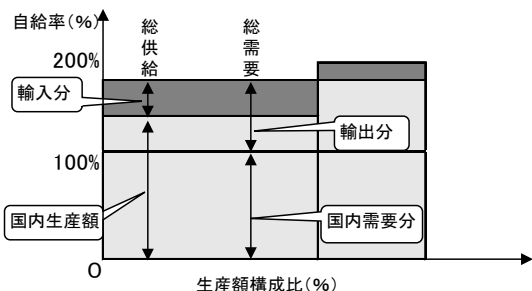 自給率(%)
総供給
総需要
200%
輸入分
輸出分
100%
国内生産額
国内需要分
O
生産額構成比(%)